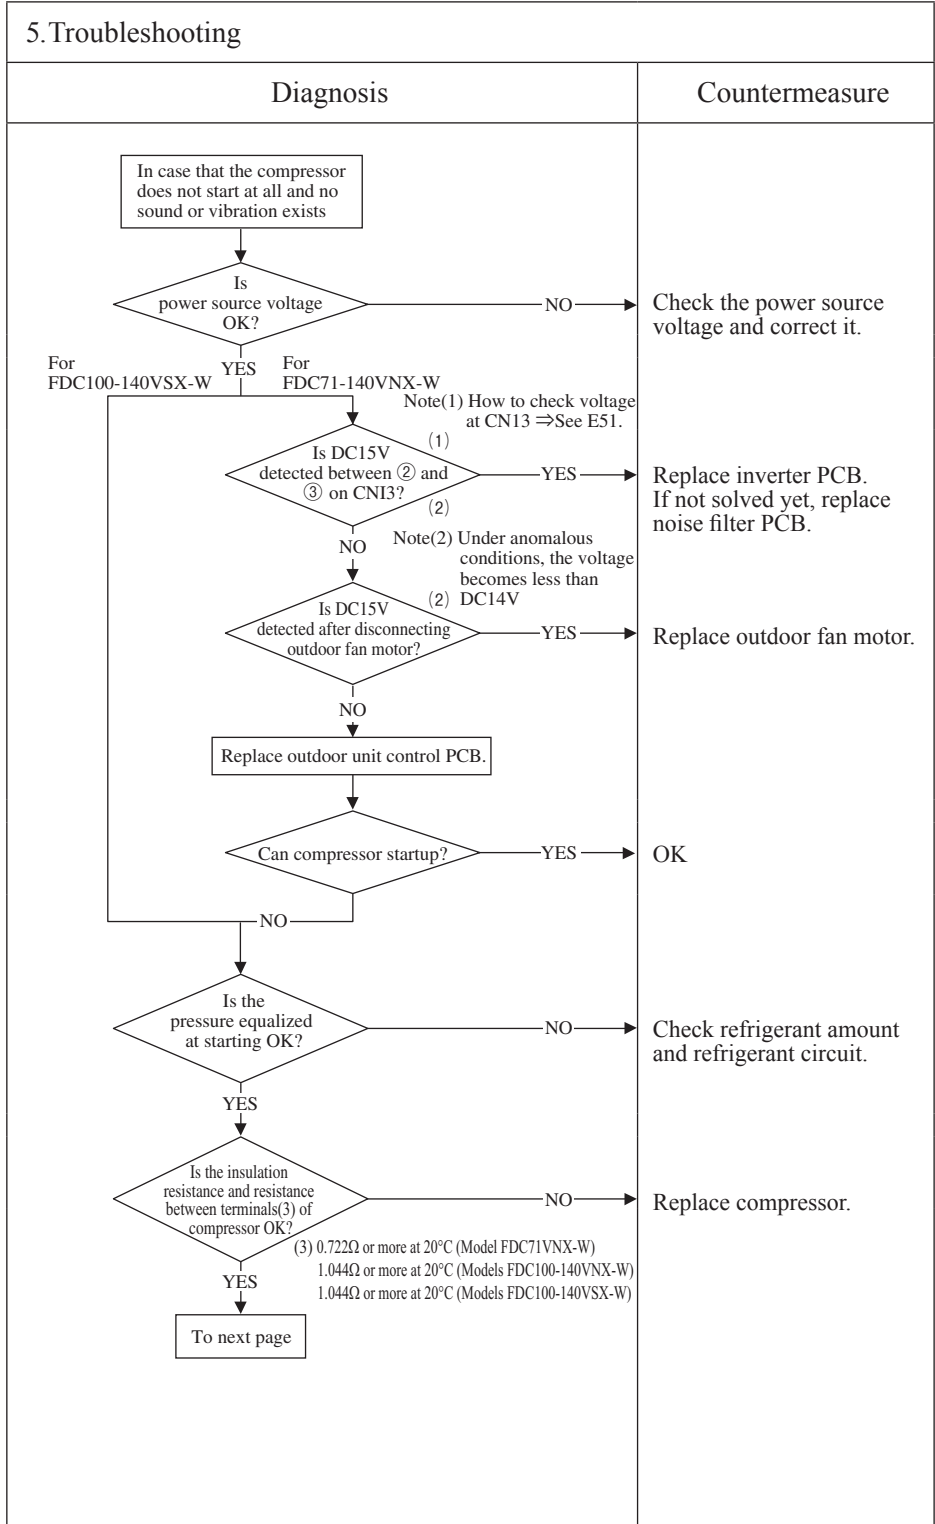 5.Troubleshooting
Diagnosis
Countermeasure
In case that the compressor
does not start at all and no
sound or vibration exists
Is
power source voltage
OK?
NO
Check the power source
voltage and correct it.
YES
For
FDC100-140VSX-W
For
FDC71-140VNX-W
Note(1) How to check voltage
at CN13 ⇒See E51.
(1)
Is DC15V
detected between ② and
③ on CNI3?
(2)
YES
Replace inverter PCB.
If not solved yet, replace
noise filter PCB.
NO
Note(2) Under anomalous
conditions, the voltage
becomes less than
DC14V
(2)
Is DC15V
detected after disconnecting
outdoor fan motor?
YES
Replace outdoor fan motor.
NO
Replace outdoor unit control PCB.
Can compressor startup?
YES
OK
NO
Is the
pressure equalized
at starting OK?
NO
Check refrigerant amount
and refrigerant circuit.
YES
Is the insulation
resistance and resistance
between terminals(3) of
compressor OK?
NO
Replace compressor.
(3) 0.722Ω or more at 20°C (Model FDC71VNX-W)
1.044Ω or more at 20°C (Models FDC100-140VNX-W)
1.044Ω or more at 20°C (Models FDC100-140VSX-W)
YES
To next page